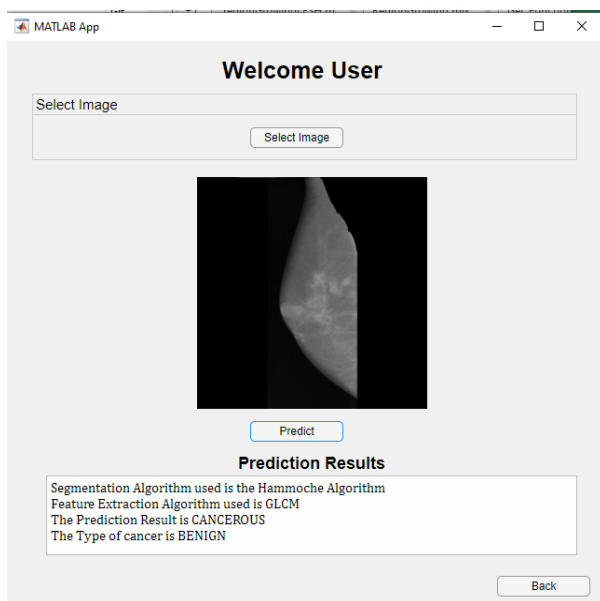 MATLAB App
Welcome User
Select Image
Select Image
Predict
Prediction Results
Segmentation Algorithm used is the Hammoche Algorithm
Feature Extraction Algorithm used is GLCM
The Prediction Result is CANCEROUS
The Type of cancer is BENIGN
Back